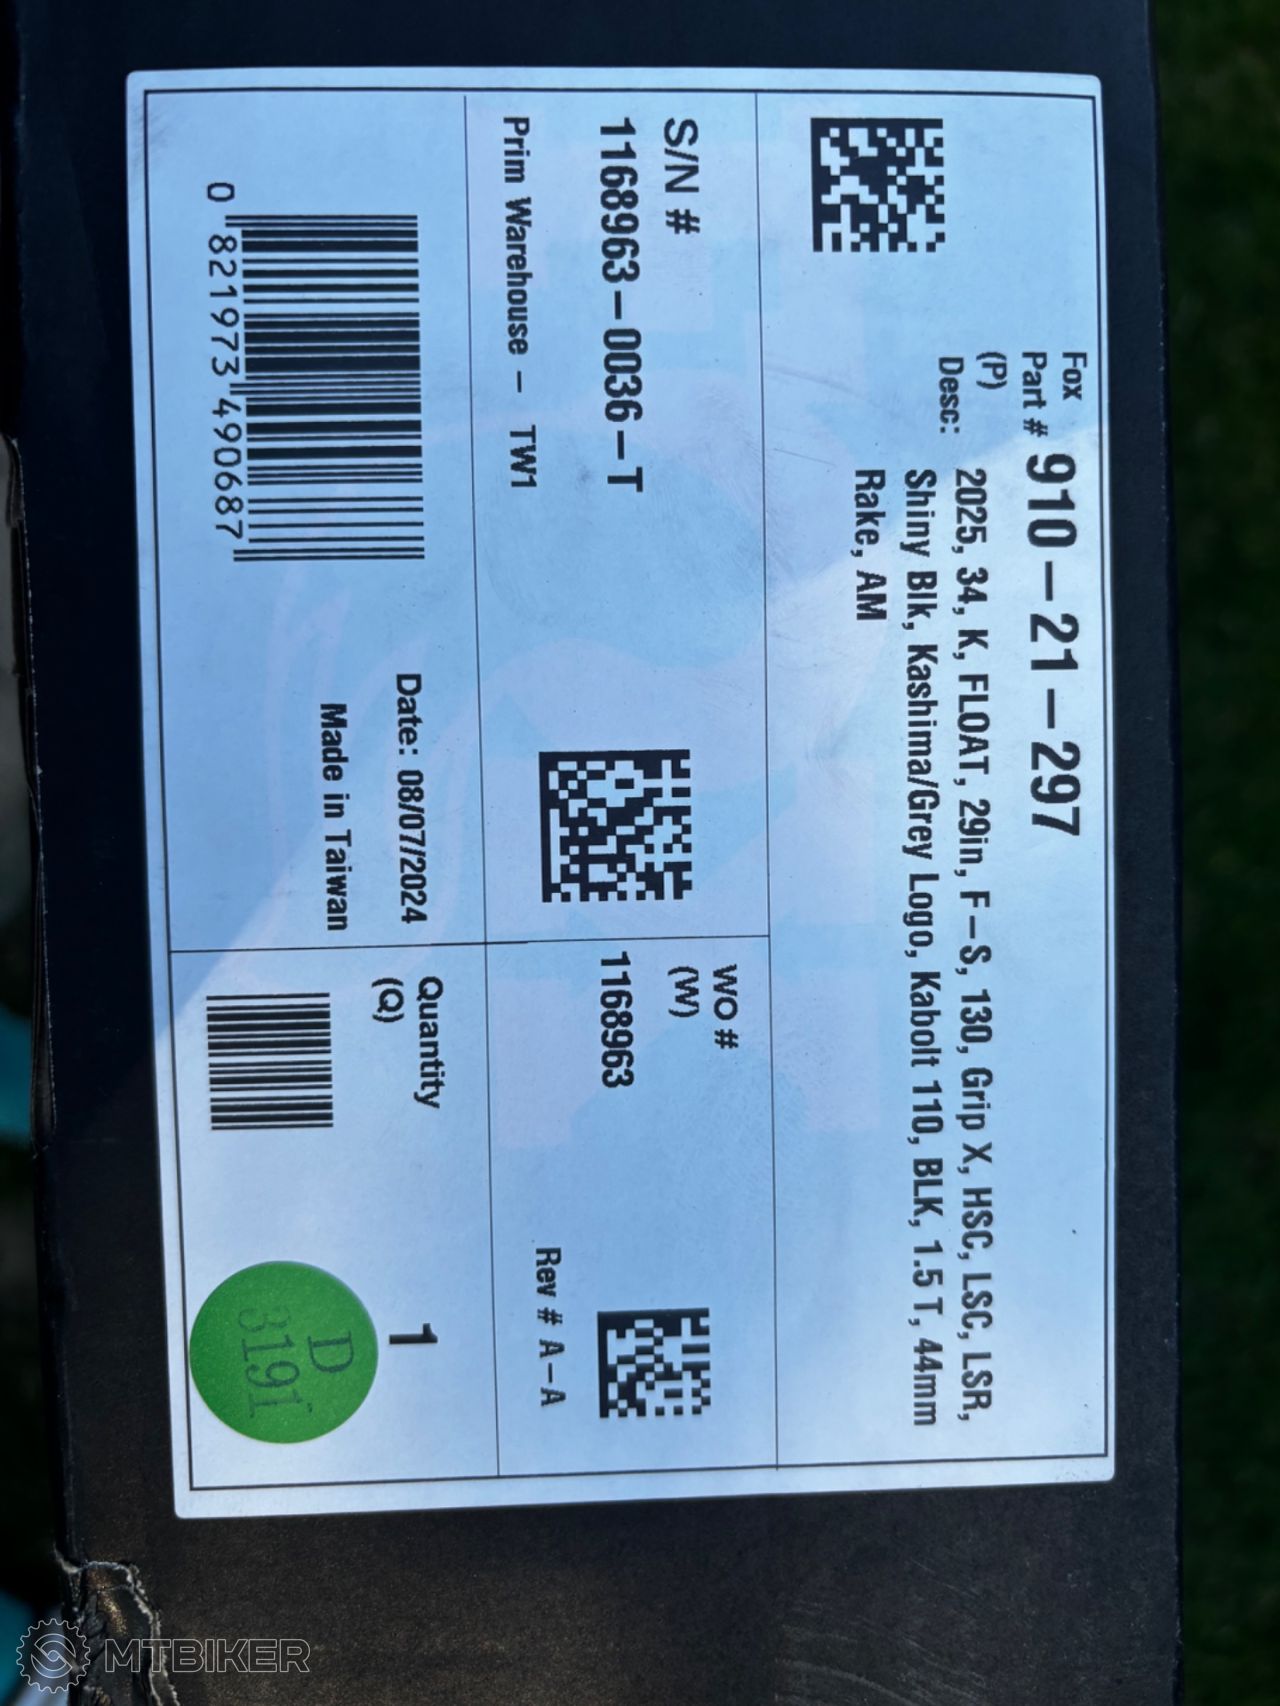 Fox
Part # 910-21-297
(P)
Desc: 2025, 34, K, FLOAT, 29in, F-S, 130, Grip X, HSC, LSC, LSR,
Shiny Blk, Kashima/Grey Logo, Kabolt 110, BLK, 1.5 T, 44mm
Rake, AM
S/N #
1168963-0036-T
Prim Warehouse - TW1
WO #
(W)
1168963
Rev # A-A
0 821973 490687
Date: 08/07/2024
Made in Taiwan
Quantity
(Q)
1
D
3191
MTBIKER